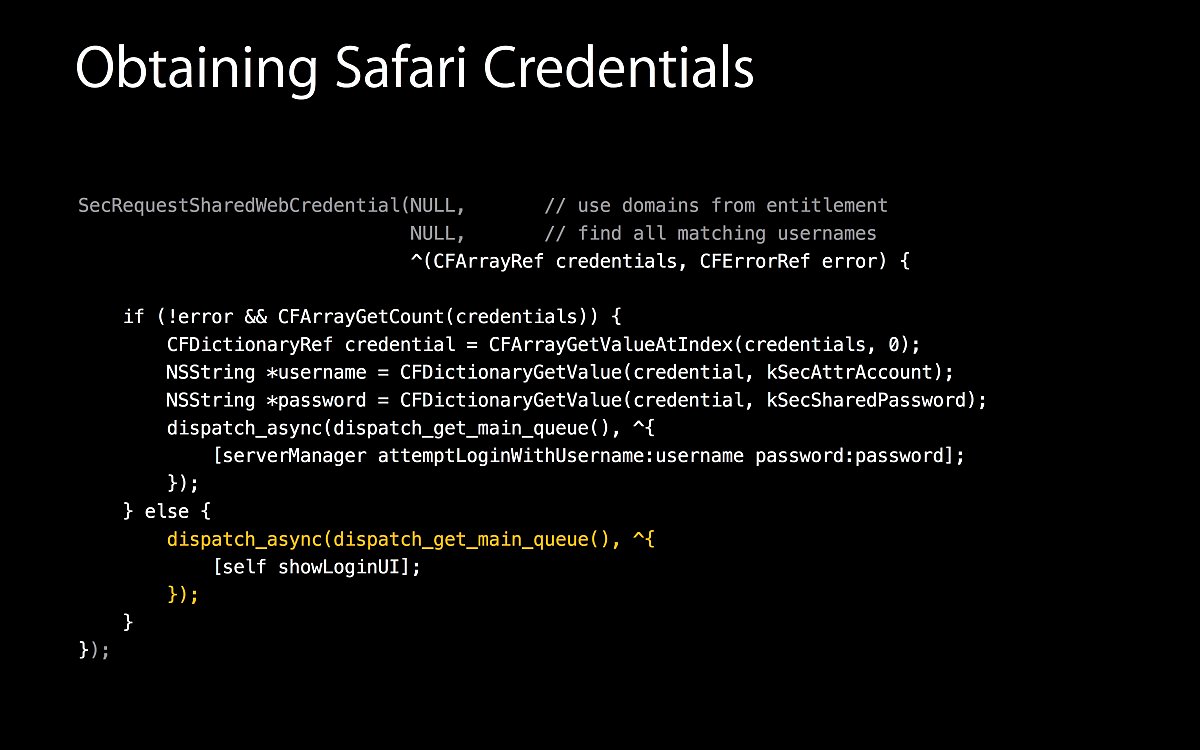 Obtaining Safari Credentials
SecRequestSharedWebCredential(NULL,       // use domains from entitlement
                              NULL,       // find all matching usernames
                              ^(CFArrayRef credentials, CFErrorRef error) {
    if (!error && CFArrayGetCount(credentials)) {
        CFDictionaryRef credential = CFArrayGetValueAtIndex(credentials, 0);
        NSString *username = CFDictionaryGetValue(credential, kSecAttrAccount);
        NSString *password = CFDictionaryGetValue(credential, kSecSharedPassword);
        dispatch_async(dispatch_get_main_queue(), ^{
            [serverManager attemptLoginWithUsername:username password:password];
        });
    } else {
        dispatch_async(dispatch_get_main_queue(), ^{
            [self showLoginUI];
        });
    }
});